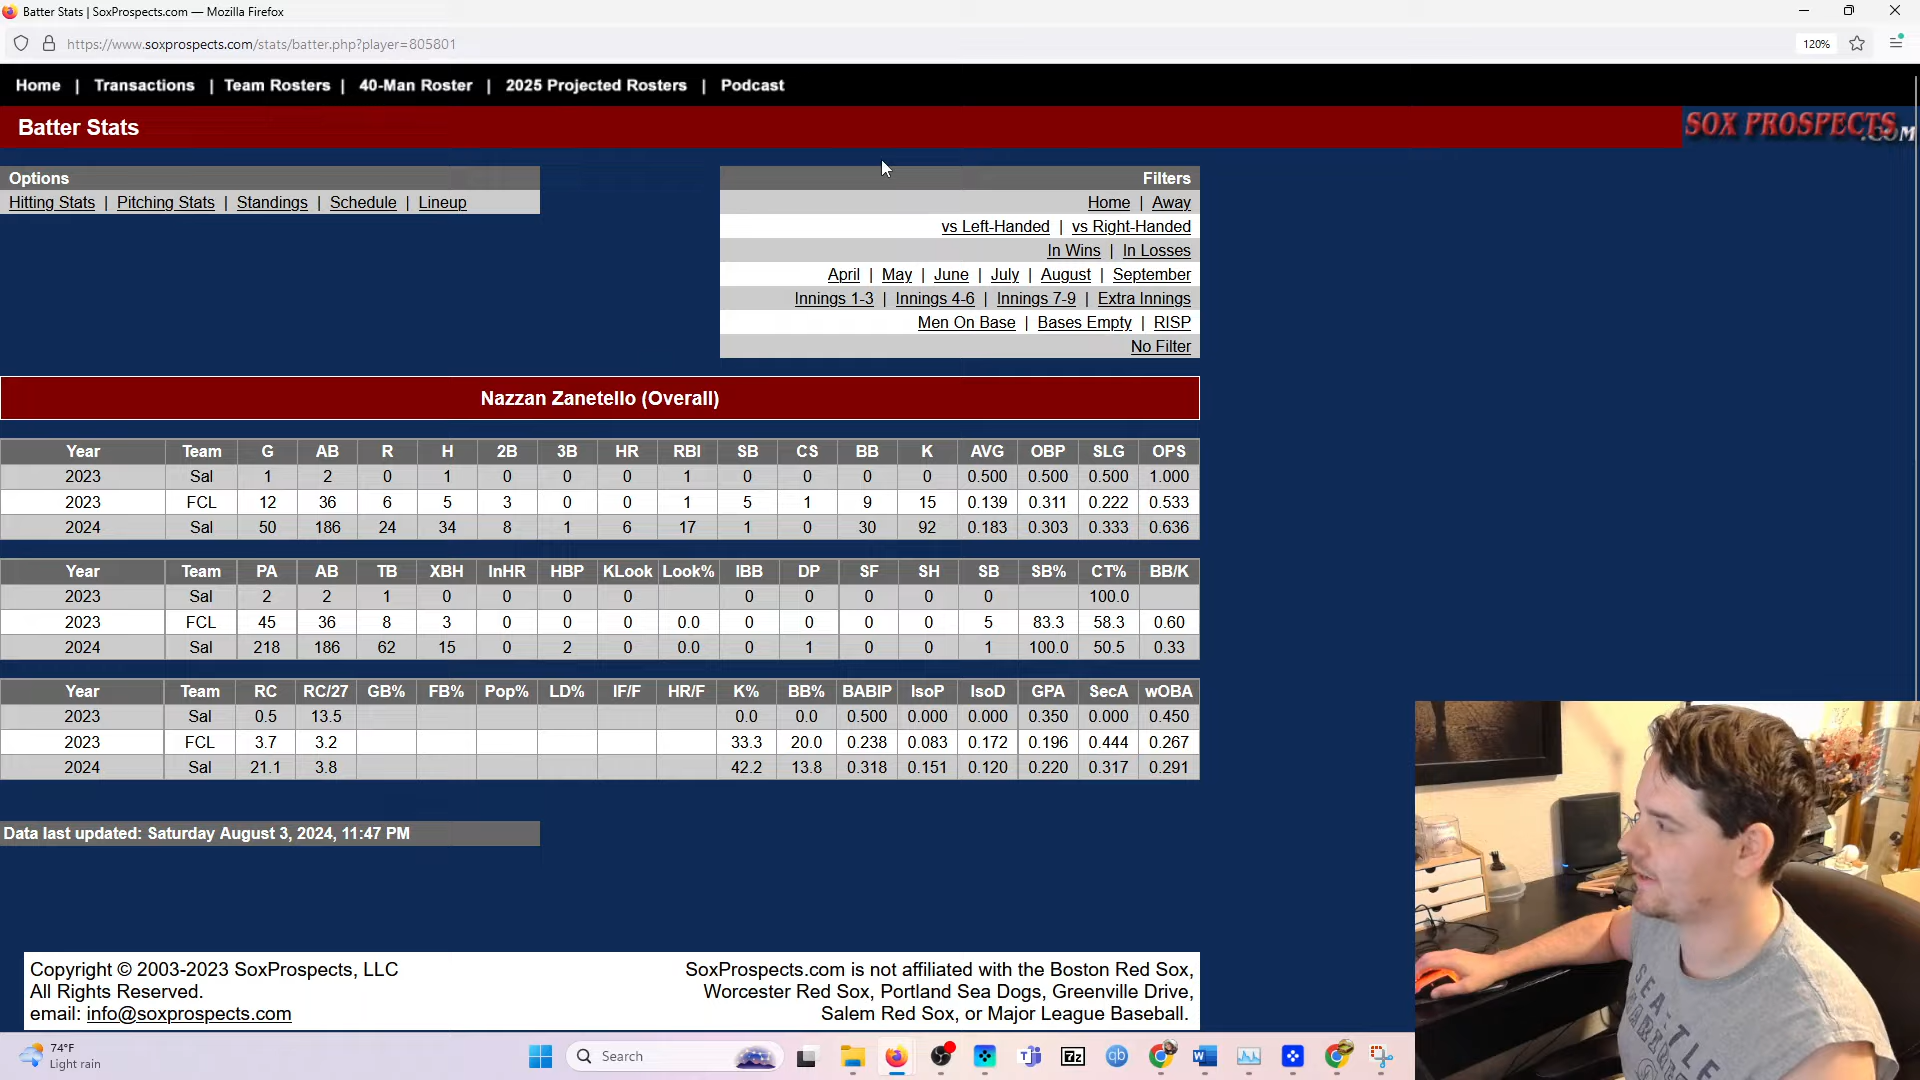 Batter Stats | SoxProspects.com — Mozilla Firefox
https://www.soxprospects.com/stats/batter.php?player=805801
120%
Home | Transactions | Team Rosters | 40-Man Roster | 2025 Projected Rosters | Podcast
Batter Stats
SOX PROSPECTS.COM
Options
Hitting Stats | Pitching Stats | Standings | Schedule | Lineup
Filters
Home | Away
vs Left-Handed | vs Right-Handed
In Wins | In Losses
April | May | June | July | August | September
Innings 1-3 | Innings 4-6 | Innings 7-9 | Extra Innings
Men On Base | Bases Empty | RISP
No Filter
Nazzan Zanetello (Overall)
Year Team G AB R H 2B 3B HR RBI SB CS BB K AVG OBP SLG OPS
2023 Sal 1 2 0 1 0 0 0 1 0 0 0 0 0.500 0.500 0.500 1.000
2023 FCL 12 36 6 5 3 0 0 1 5 1 9 15 0.139 0.311 0.222 0.533
2024 Sal 50 186 24 34 8 1 6 17 1 0 30 92 0.183 0.303 0.333 0.636
Year Team PA AB TB XBH InHR HBP KLook Look% IBB DP SF SH SB SB% CT% BB/K
2023 Sal 2 2 1 0 0 0 0 0 0 0 0 0 100.0
2023 FCL 45 36 8 3 0 0 0 0.0 0 0 0 0 5 83.3 58.3 0.60
2024 Sal 218 186 62 15 0 2 0 0.0 0 1 0 0 1 100.0 50.5 0.33
Year Team RC RC/27 GB% FB% Pop% LD% IF/F HR/F K% BB% BABIP IsoP IsoD GPA SecA wOBA
2023 Sal 0.5 13.5 0.0 0.0 0.500 0.000 0.000 0.350 0.000 0.450
2023 FCL 3.7 3.2 33.3 20.0 0.238 0.083 0.172 0.196 0.444 0.267
2024 Sal 21.1 3.8 42.2 13.8 0.318 0.151 0.120 0.220 0.317 0.291
Data last updated: Saturday August 3, 2024, 11:47 PM
Copyright © 2003-2023 SoxProspects, LLC
All Rights Reserved.
email: info@soxprospects.com
SoxProspects.com is not affiliated with the Boston Red Sox,
Worcester Red Sox, Portland Sea Dogs, Greenville Drive,
Salem Red Sox, or Major League Baseball.
74°F
Light rain
Search
7z
qb
W
SEATTLE